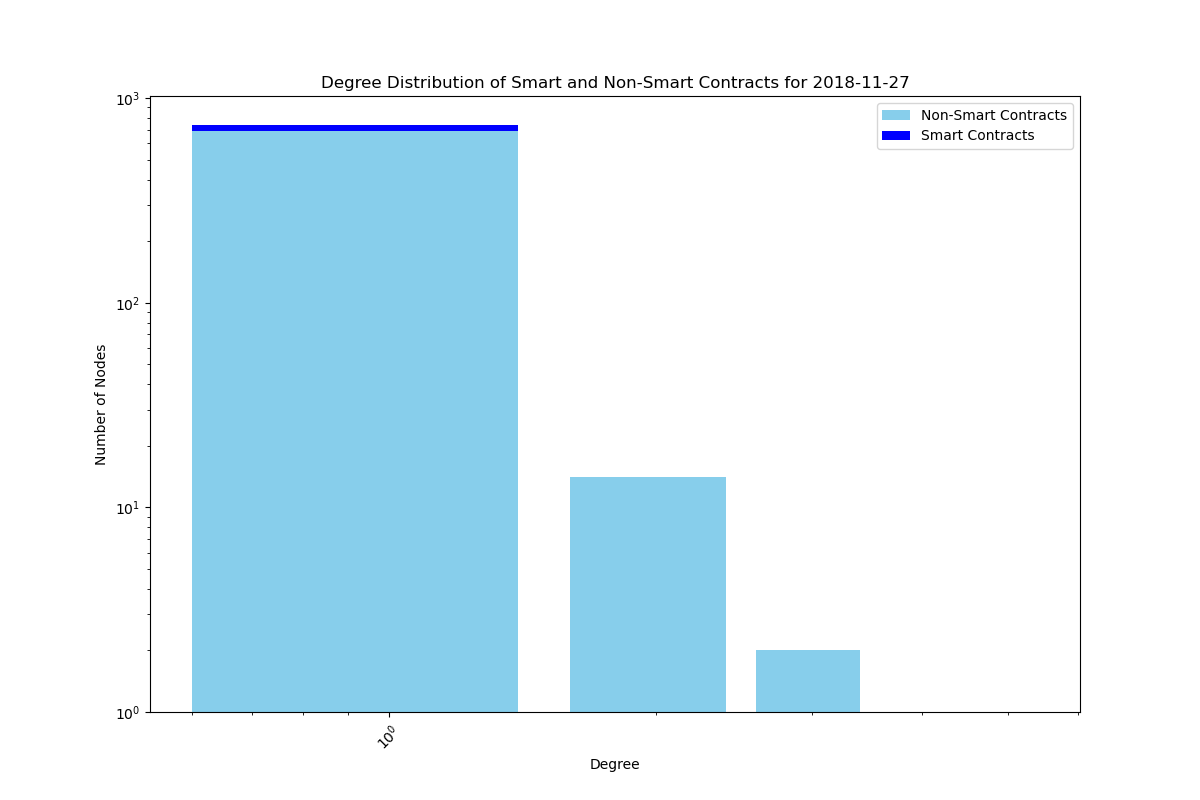 Degree Distribution of Smart and Non-Smart Contracts for 2018-11-27
Non-Smart Contracts
Smart Contracts
Number of Nodes
10³
10²
10¹
10⁰
10⁰
Degree